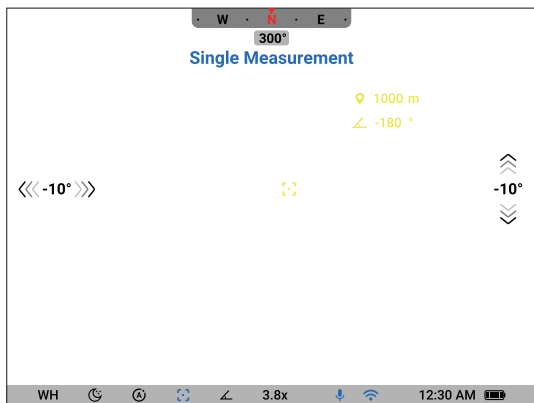 · W · N · E ·
300°
Single Measurement
1000 m
-180 °
-10°
-10°
WH
A
3.8x
12:30 AM